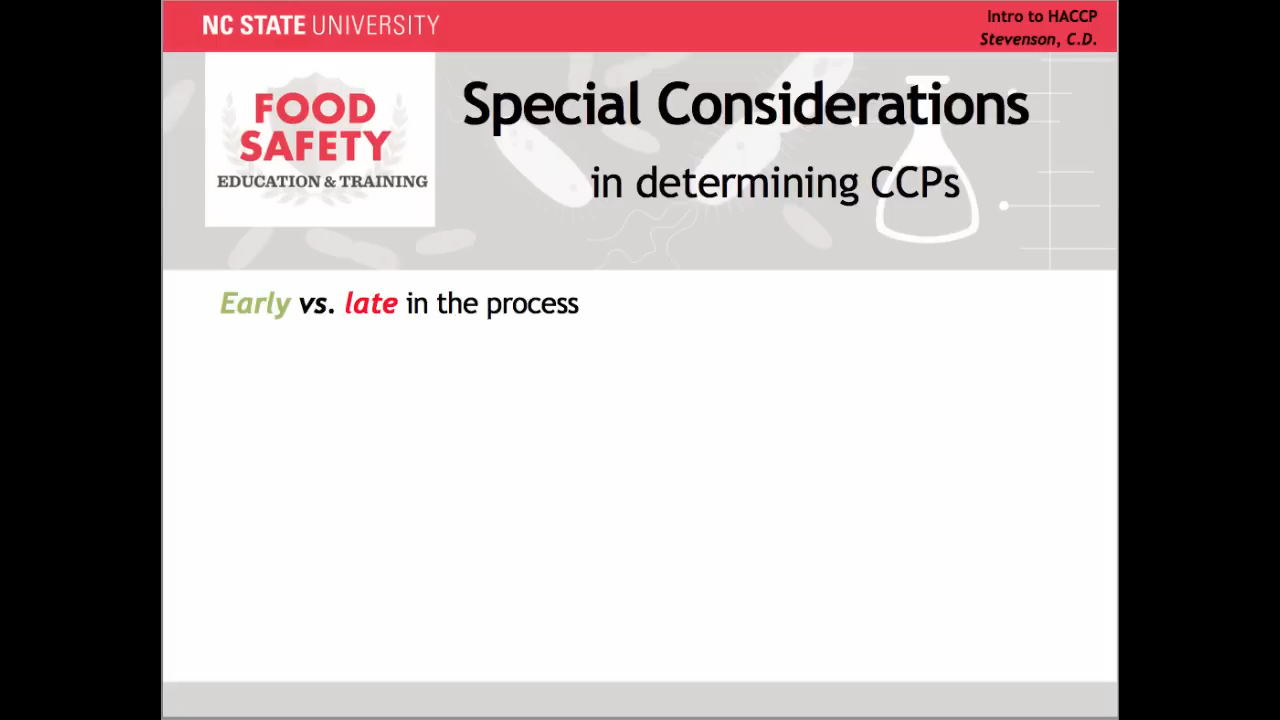 NC STATE UNIVERSITY
Intro to HACCP
Stevenson, C.D.
FOOD
SAFETY
EDUCATION & TRAINING
Special Considerations
in determining CCPs
Early vs. late in the process